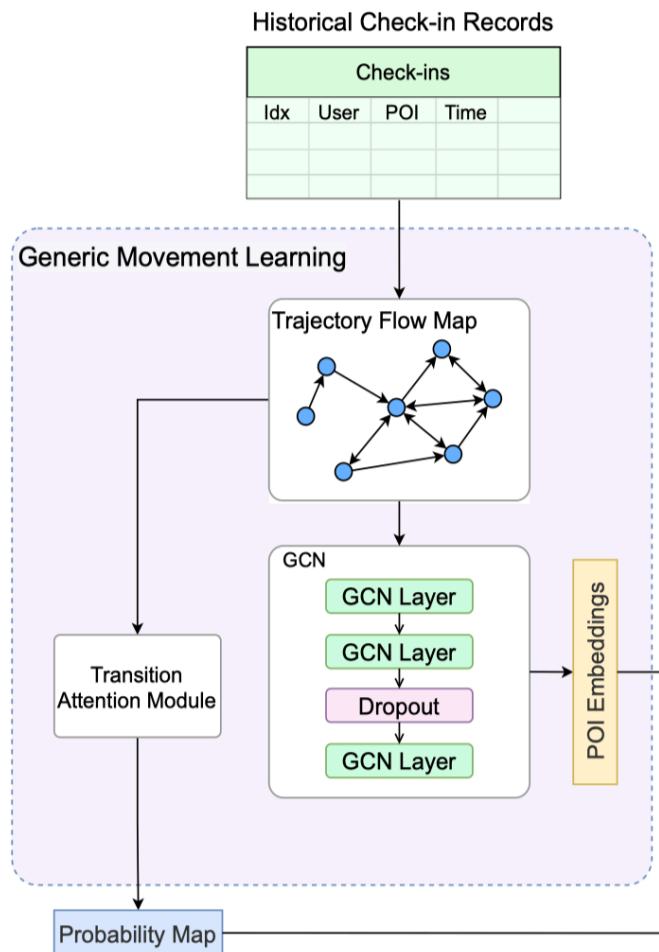 Historical Check-in Records
Check-ins
Idx User POI Time
Generic Movement Learning
Trajectory Flow Map
GCN
GCN Layer
GCN Layer
Dropout
GCN Layer
POI Embeddings
Transition
Attention Module
Probability Map